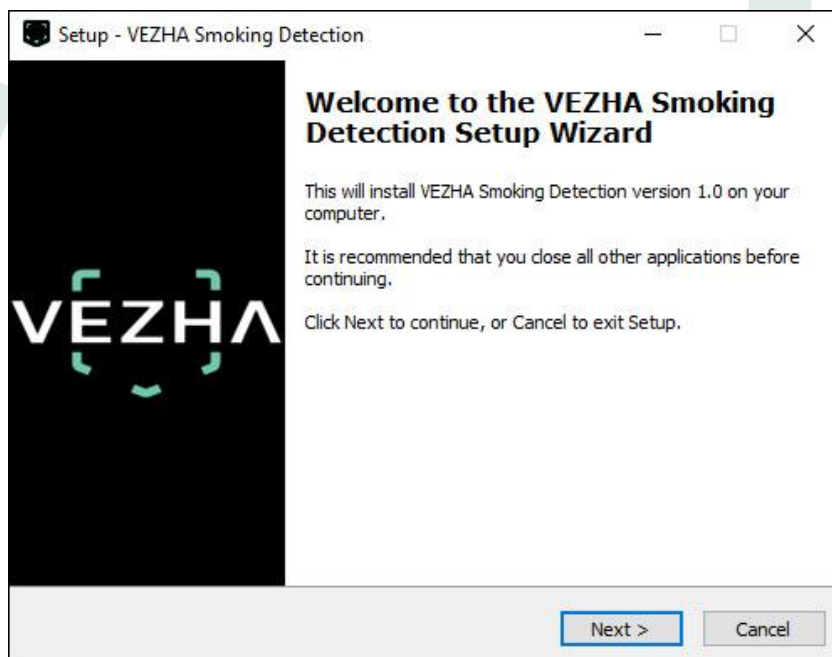 Setup - VEZHA Smoking Detection
Welcome to the VEZHA Smoking
Detection Setup Wizard
This will install VEZHA Smoking Detection version 1.0 on your
computer.
It is recommended that you close all other applications before
continuing.
Click Next to continue, or Cancel to exit Setup.
VEZHA
Next >
Cancel